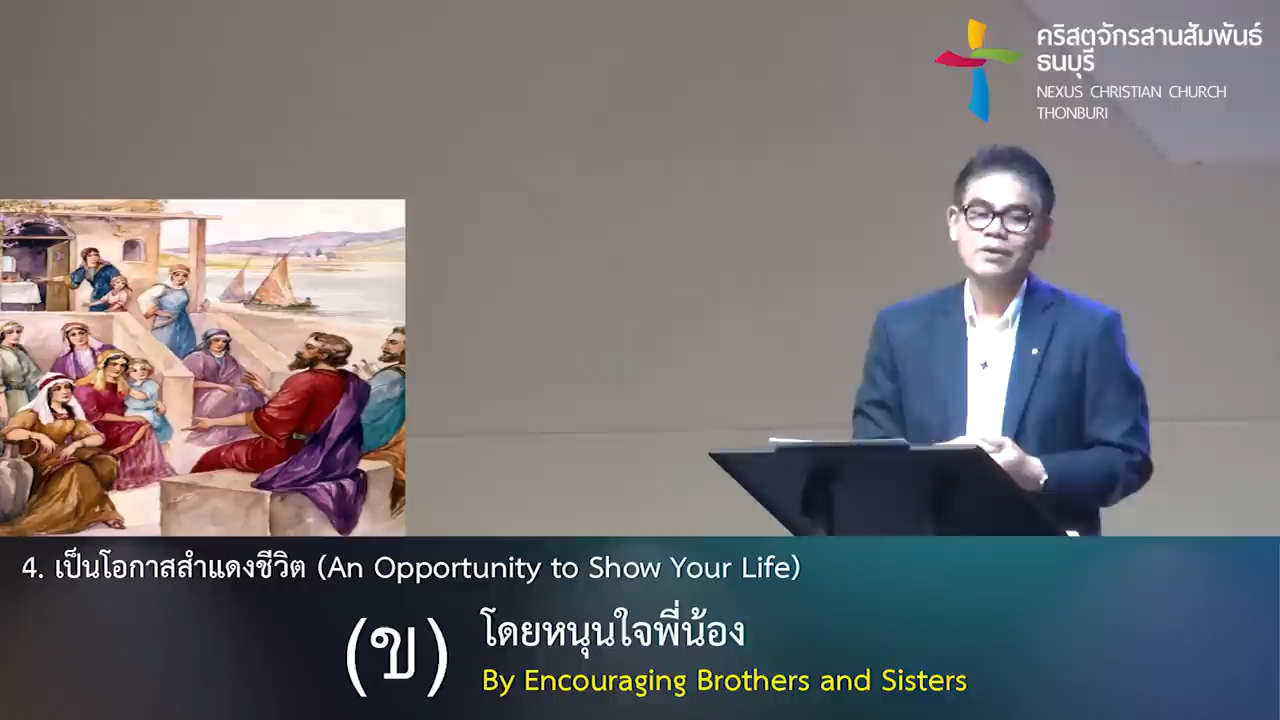 คริสตจักรสานสัมพันธ์
ธนบุรี
NEXUS CHRISTIAN CHURCH
THONBURI
4. เป็นโอกาสสำแดงชีวิต (An Opportunity to Show Your Life)
(ข) โดยหนุนใจพี่น้อง
By Encouraging Brothers and Sisters